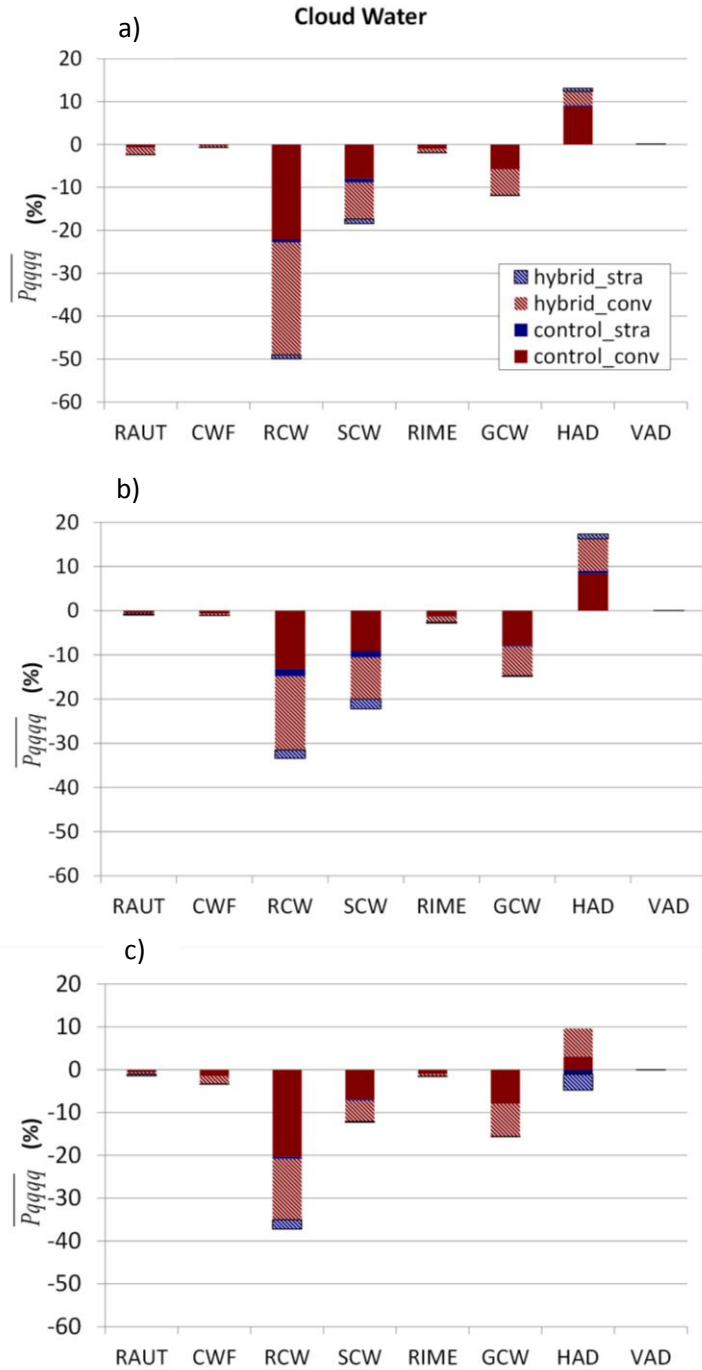 Cloud Water
a)
20
10
0
-10
-20
-30
-40
-50
-60
Pqqqq (%)
hybrid_stra
hybrid_conv
control_stra
control_conv
RAUT CWF RCW SCW RIME GCW HAD VAD
b)
20
10
0
-10
-20
-30
-40
-50
-60
Pqqqq (%)
RAUT CWF RCW SCW RIME GCW HAD VAD
c)
20
10
0
-10
-20
-30
-40
-50
-60
Pqqqq (%)
RAUT CWF RCW SCW RIME GCW HAD VAD